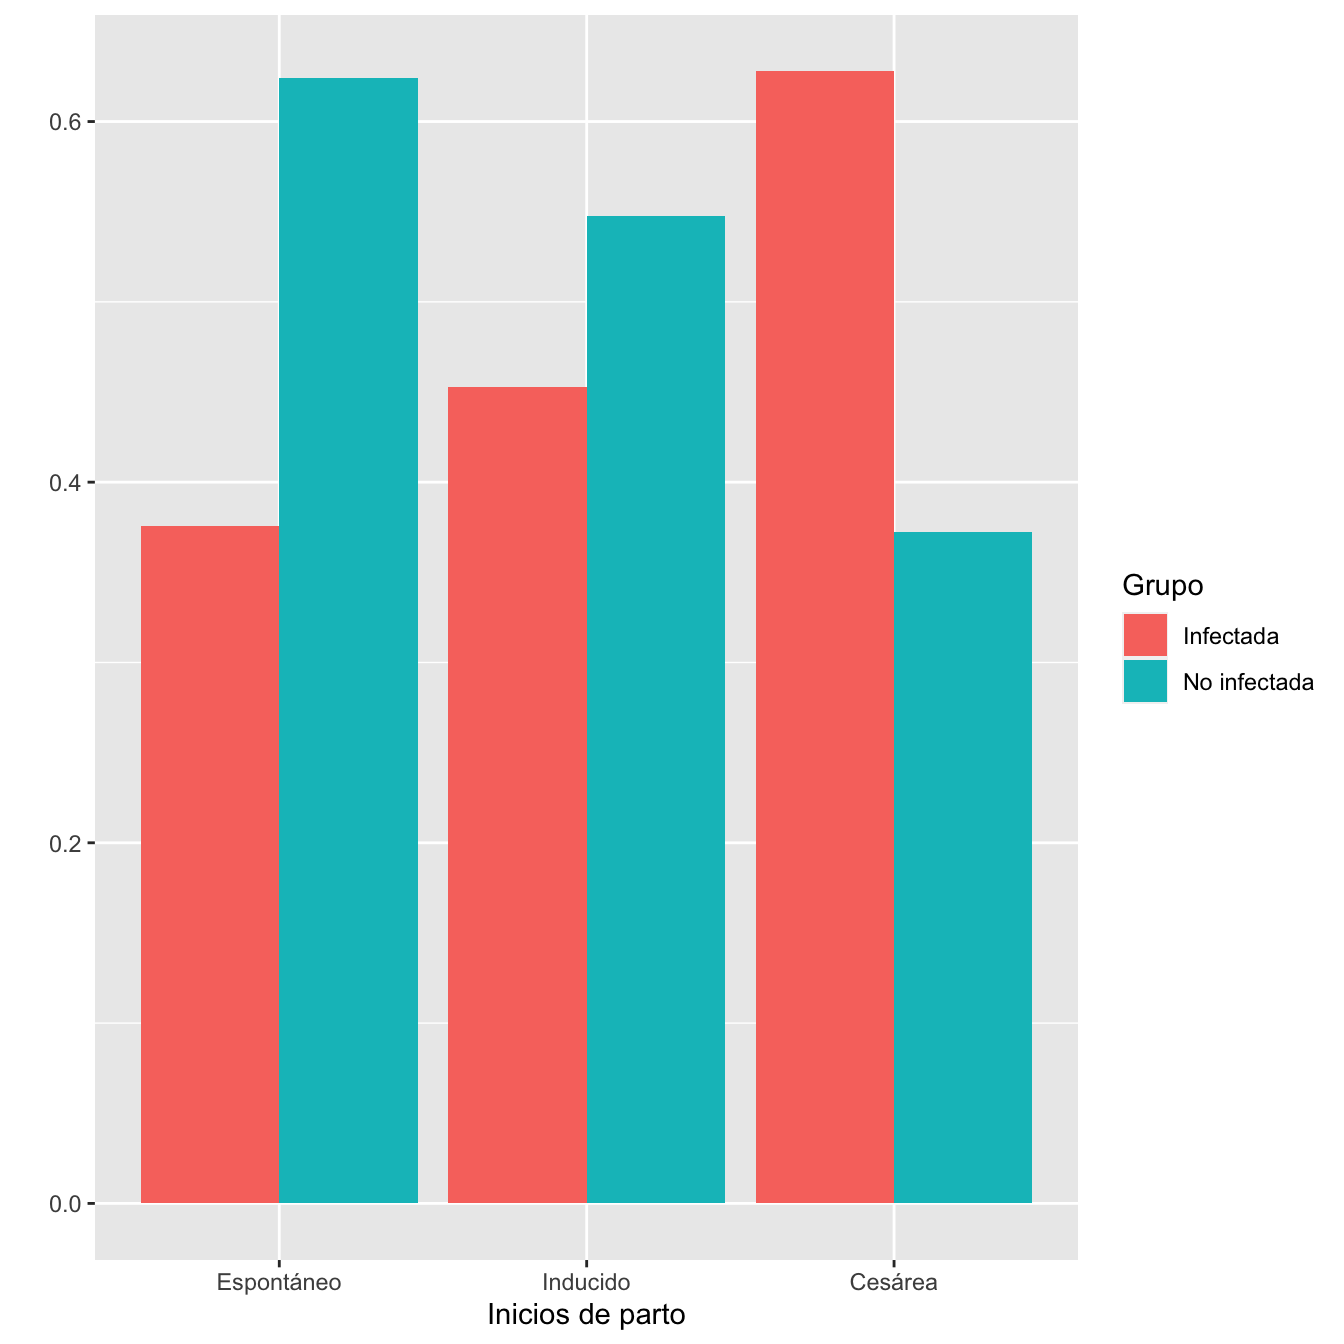 0.6
0.4
0.2
0.0
Espontáneo Inducido Cesárea
Inicios de parto
Grupo
Infectada
No infectada